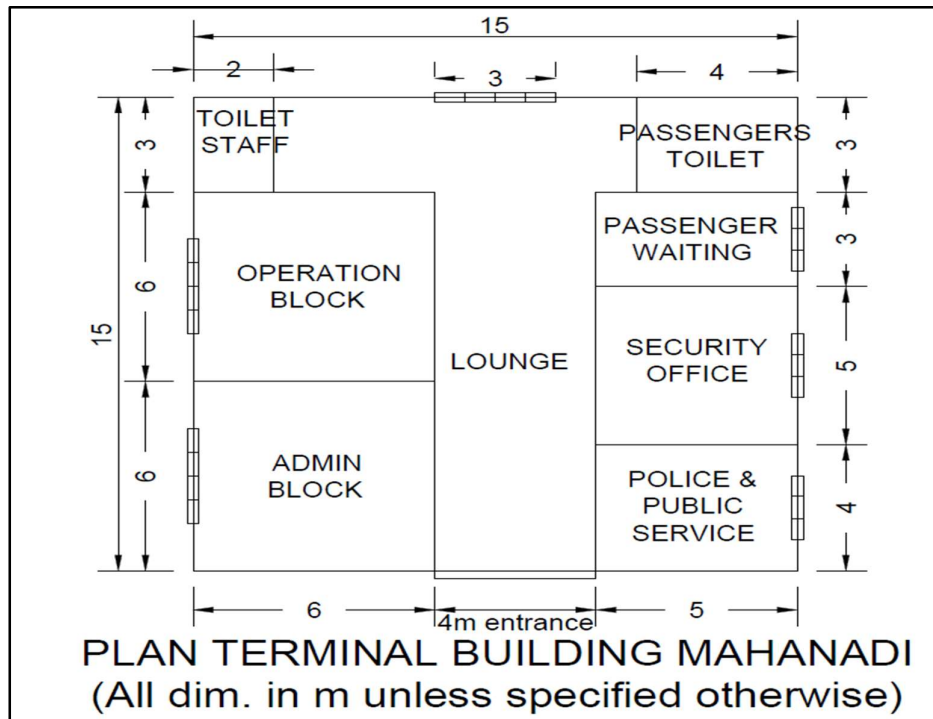 15
2
3
4
TOILET
STAFF
PASSENGERS
TOILET
3
3
PASSENGER
WAITING
3
OPERATION
BLOCK
6
15
LOUNGE
SECURITY
OFFICE
5
ADMIN
BLOCK
6
POLICE &
PUBLIC
SERVICE
4
6
4m entrance
5
PLAN TERMINAL BUILDING MAHANADI
(All dim. in m unless specified otherwise)